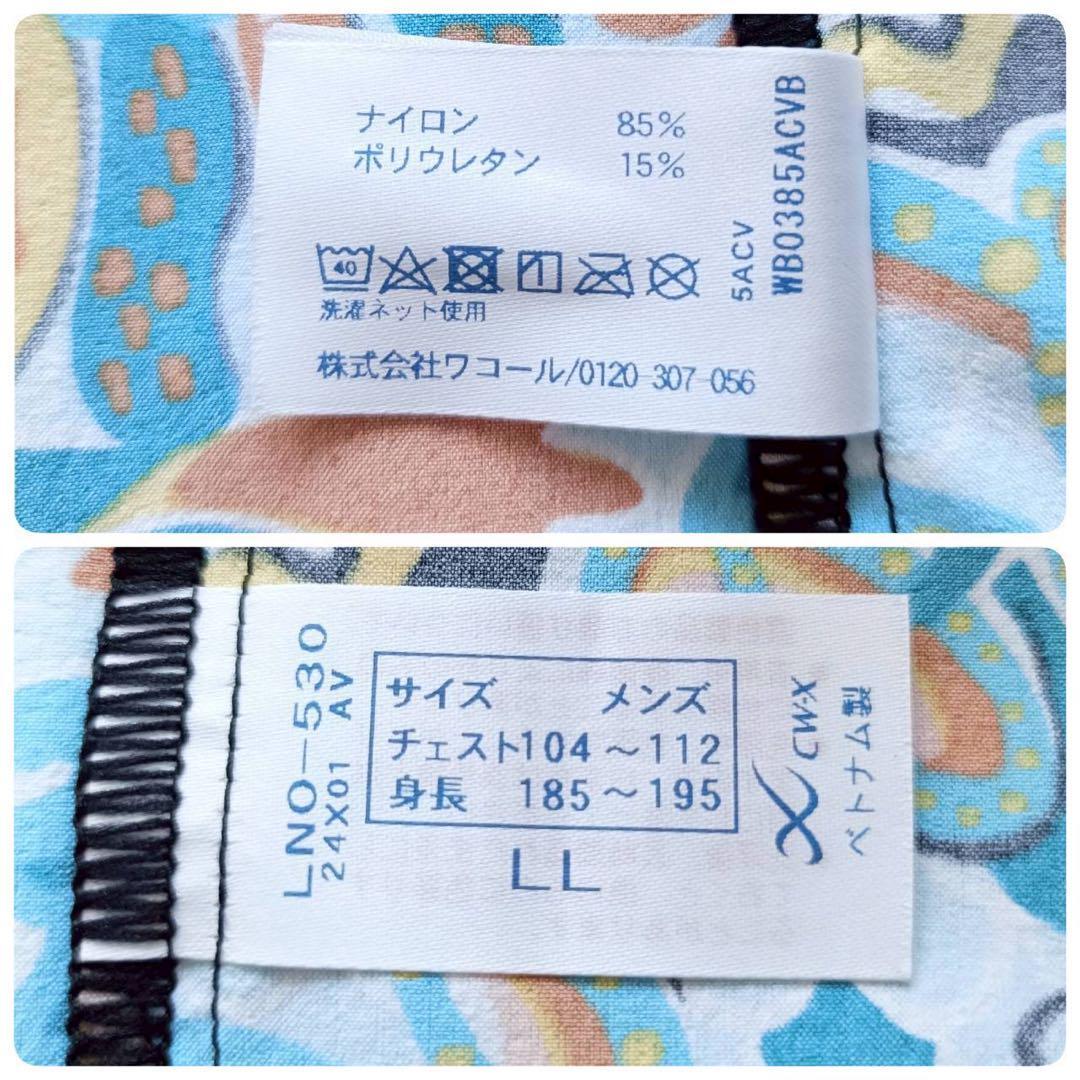 ナイロン 85%
ポリウレタン 15%
40
洗濯ネット使用
株式会社ワコール/0120 307 056
5ACV
WB0385ACVB
LNO-530
24X01 AV
サイズ メンズ
チェスト104~112
身長 185~195
LL
CW-X
ベトナム製